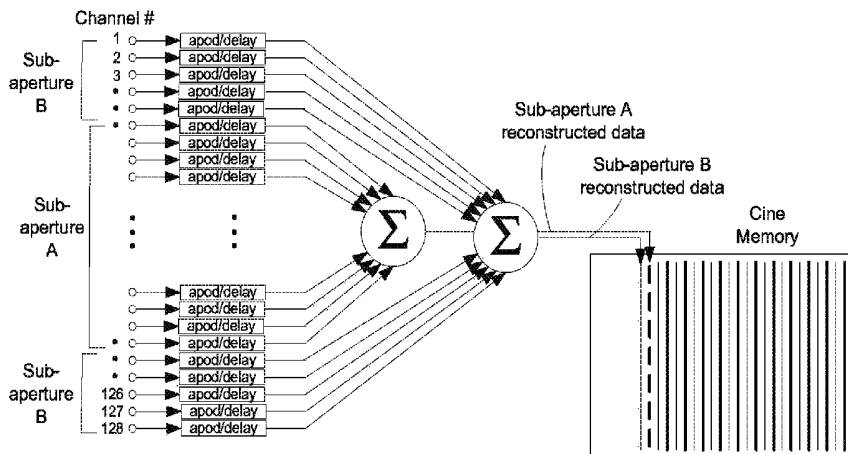 Channel #
Sub-
aperture
B
1
2
3
apod/delay
apod/delay
apod/delay
apod/delay
apod/delay
apod/delay
apod/delay
apod/delay
apod/delay
Sub-
aperture
A
Σ
Σ
Sub-aperture A
reconstructed data
Sub-aperture B
reconstructed data
Cine
Memory
apod/delay
apod/delay
apod/delay
apod/delay
apod/delay
apod/delay
apod/delay
apod/delay
apod/delay
Sub-
aperture
B
126
127
128